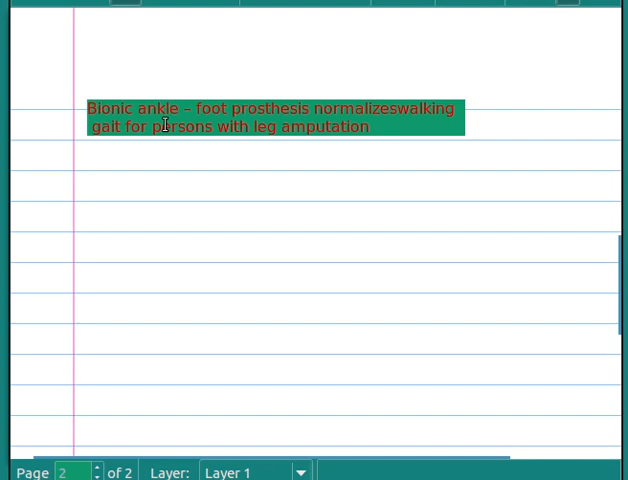 Bionic ankle – foot prosthesis normalizeswalking
gait for persons with leg amputation
Page 2 of 2 Layer: Layer 1